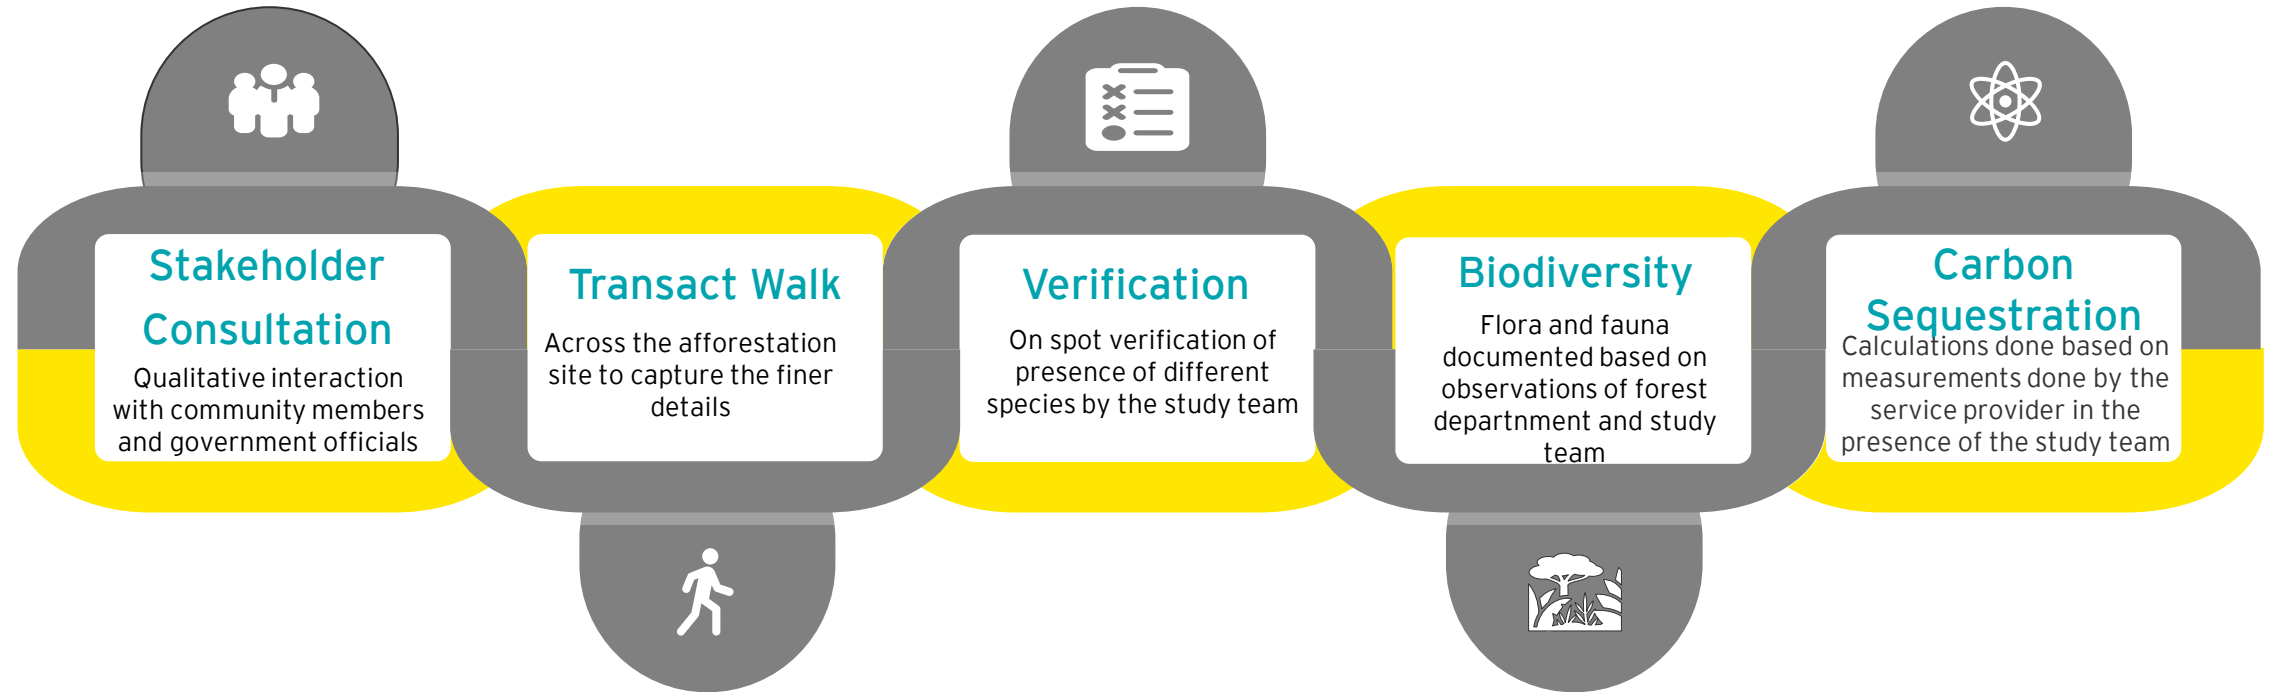 Stakeholder
Consultation
Qualitative interaction
with community members
and government officials
Transact Walk
Across the afforestation
site to capture the finer
details
Verification
On spot verification of
presence of different
species by the study team
Biodiversity
Flora and fauna
documented based on
observations of forest
departnment and study
team
Carbon
Sequestration
Calculations done based on
measurements done by the
service provider in the
presence of the study team